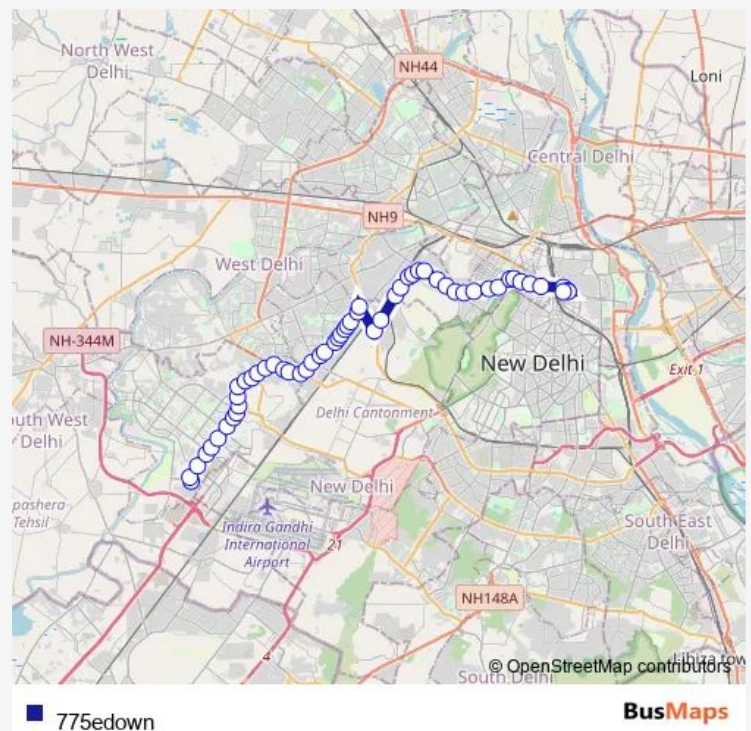 North West
Delhi
NH44
Loni
Central Delhi
NH9
West Delhi
NH-344M
New Delhi
Exit 1
outh West
Delhi
Delhi Cantonment
New Delhi
pashera
Tehsil
Indira Gandhi
International
Airport
21
South East
Delhi
NH148A
4
© OpenStreetMap contributors
South Delhi
775edown
BusMaps